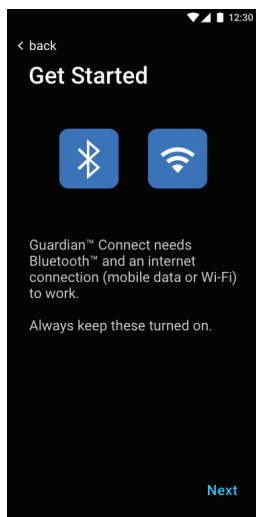 12:30
< back
Get Started
Guardian™ Connect needs
Bluetooth™ and an internet
connection (mobile data or Wi-Fi)
to work.
Always keep these turned on.
Next